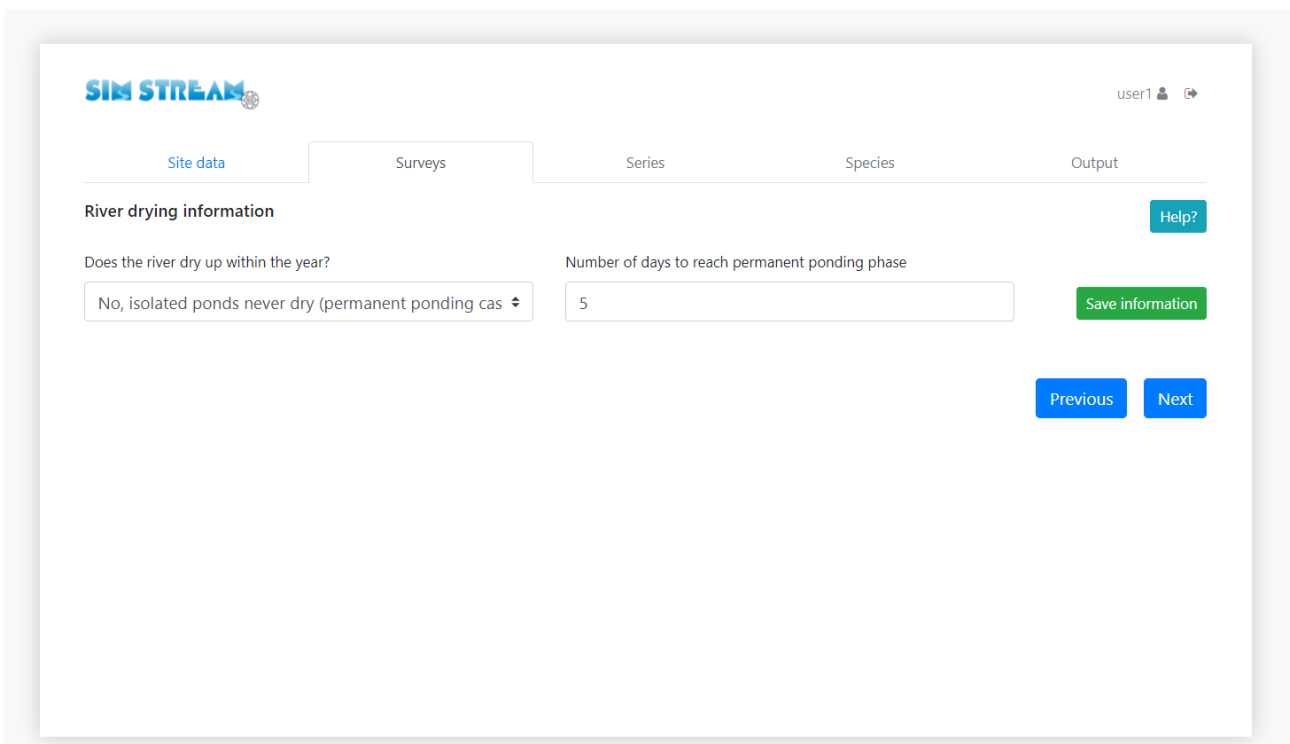 SIM STREAM
user1
Site data Surveys Series Species Output
River drying information
Help?
Does the river dry up within the year? Number of days to reach permanent ponding phase
No, isolated ponds never dry (permanent ponding cas 5 Save information
Previous Next